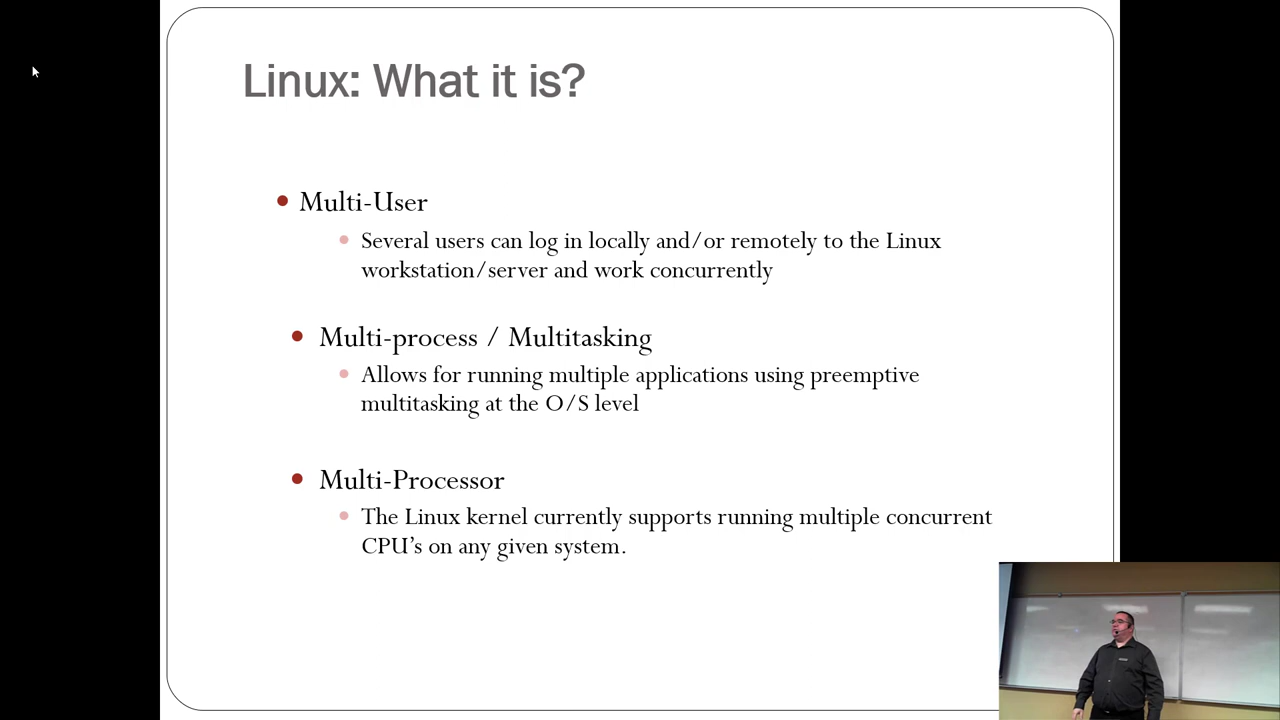 Linux: What it is?
Multi-User
Several users can log in locally and/or remotely to the Linux
workstation/server and work concurrently
Multi-process / Multitasking
Allows for running multiple applications using preemptive
multitasking at the O/S level
Multi-Processor
The Linux kernel currently supports running multiple concurrent
CPU's on any given system.